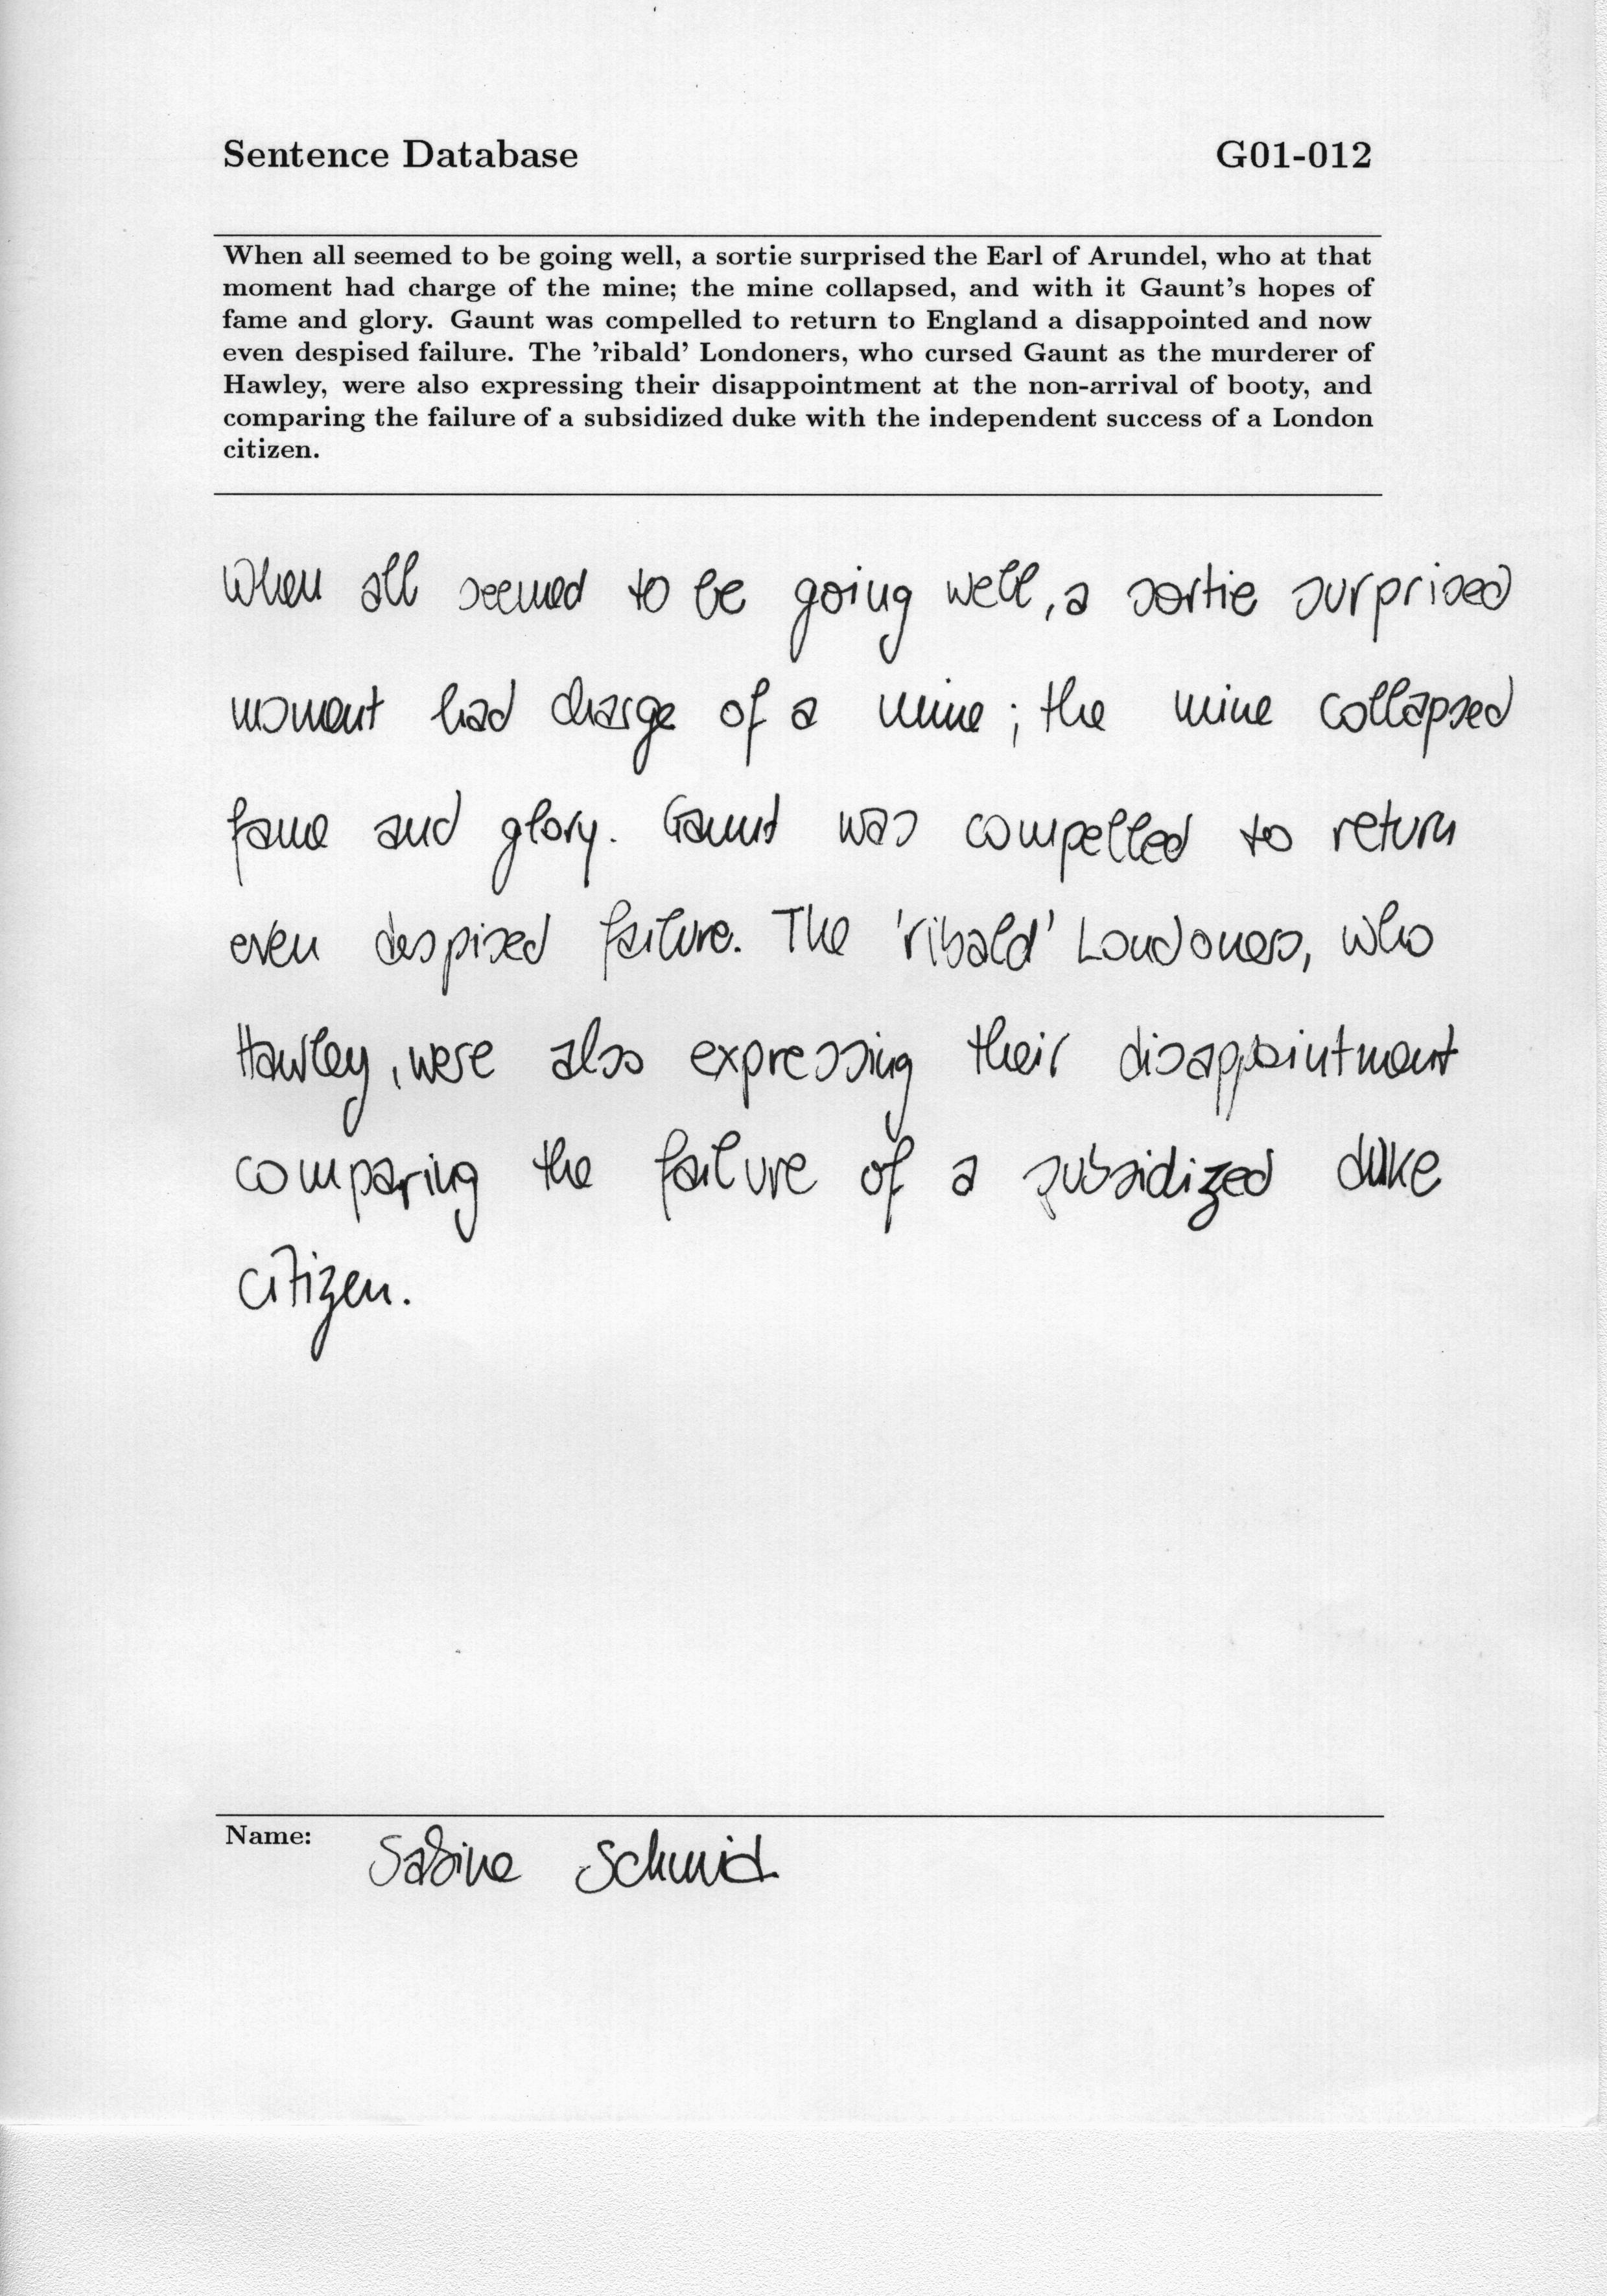 Sentence Database G01-012
When all seemed to be going well, a sortie surprised the Earl of Arundel, who at that
moment had charge of the mine; the mine collapsed, and with it Gaunt's hopes of
fame and glory. Gaunt was compelled to return to England a disappointed and now
even despised failure. The 'ribald' Londoners, who cursed Gaunt as the murderer of
Hawley, were also expressing their disappointment at the non-arrival of booty, and
comparing the failure of a subsidized duke with the independent success of a London
citizen.
When all seemed to be going well, a sortie surprised
moment had charge of a mine; the mine collapsed
fame and glory. Gaunt was compelled to return
even despised failure. The 'ribald' Londoners, who
Hawley, were also expressing their disappointment
comparing the failure of a subsidized duke
citizen.
Name: Sabine Schmid